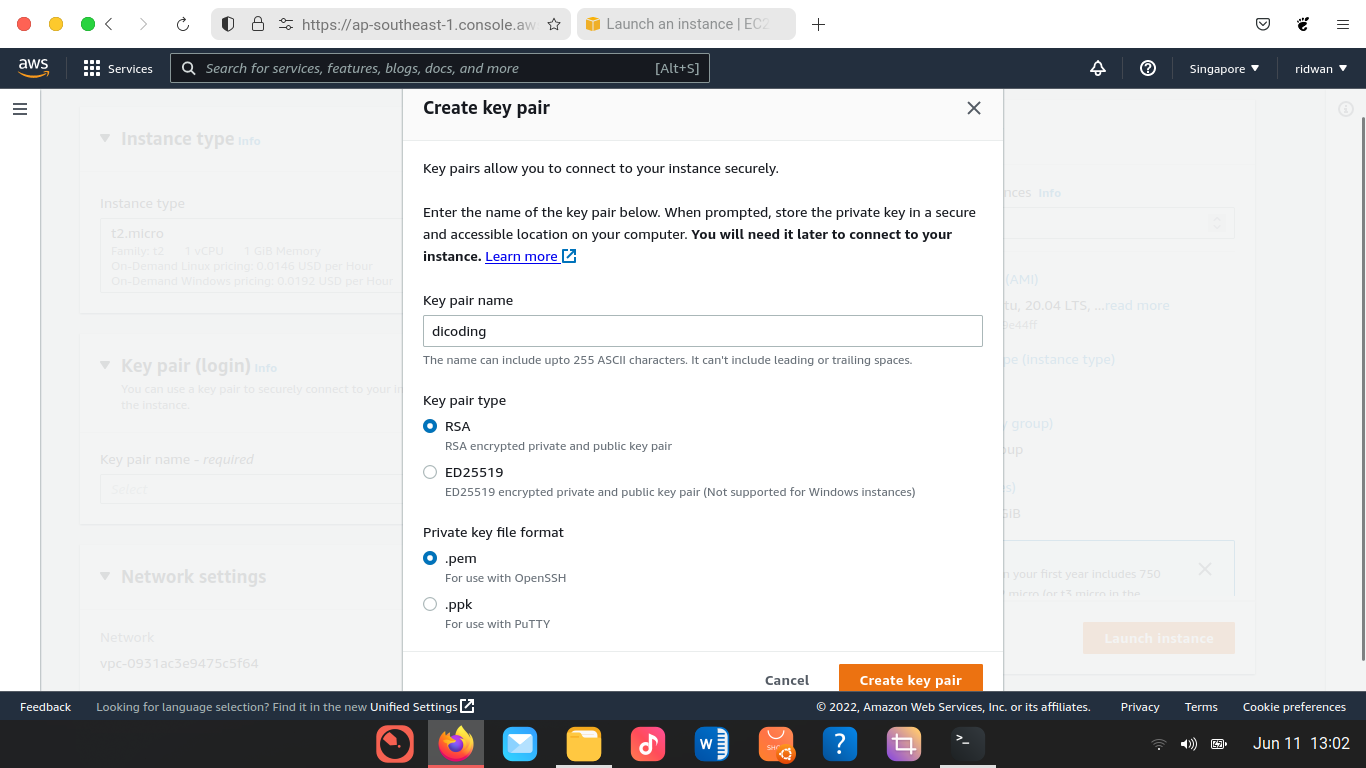 https://ap-southeast-1.console.aw
Launch an instance | EC2
aws
Services
Search for services, features, blogs, docs, and more
[Alt+S]
Singapore
ridwan
Create key pair
Key pairs allow you to connect to your instance securely.
Enter the name of the key pair below. When prompted, store the private key in a secure
and accessible location on your computer. You will need it later to connect to your
instance. Learn more
Key pair name
dicoding
The name can include upto 255 ASCII characters. It can't include leading or trailing spaces.
Key pair type
RSA
RSA encrypted private and public key pair
ED25519
ED25519 encrypted private and public key pair (Not supported for Windows instances)
Private key file format
.pem
For use with OpenSSH
.ppk
For use with PuTTY
Cancel
Create key pair
Instance type Info
Instance type
t2.micro
Family: t2 1 vCPU 1 GiB Memory
On-Demand Linux pricing: 0.0146 USD per Hour
On-Demand Windows pricing: 0.0192 USD per Hour
Key pair (login) Info
You can use a key pair to securely connect to your in
the instance.
Key pair name - required
Select
Network settings
Network
vpc-0931ac3e9475c5f64
nces Info
(AMI)
tu, 20.04 LTS, ...read more
e44ff
pe (instance type)
group)
up
s)
GiB
n your first year includes 750
micro (or t3.micro in the
Launch instance
Feedback
Looking for language selection? Find it in the new Unified Settings
© 2022, Amazon Web Services, Inc. or its affiliates.
Privacy
Terms
Cookie preferences
W
SH
?
>_
Jun 11 13:02